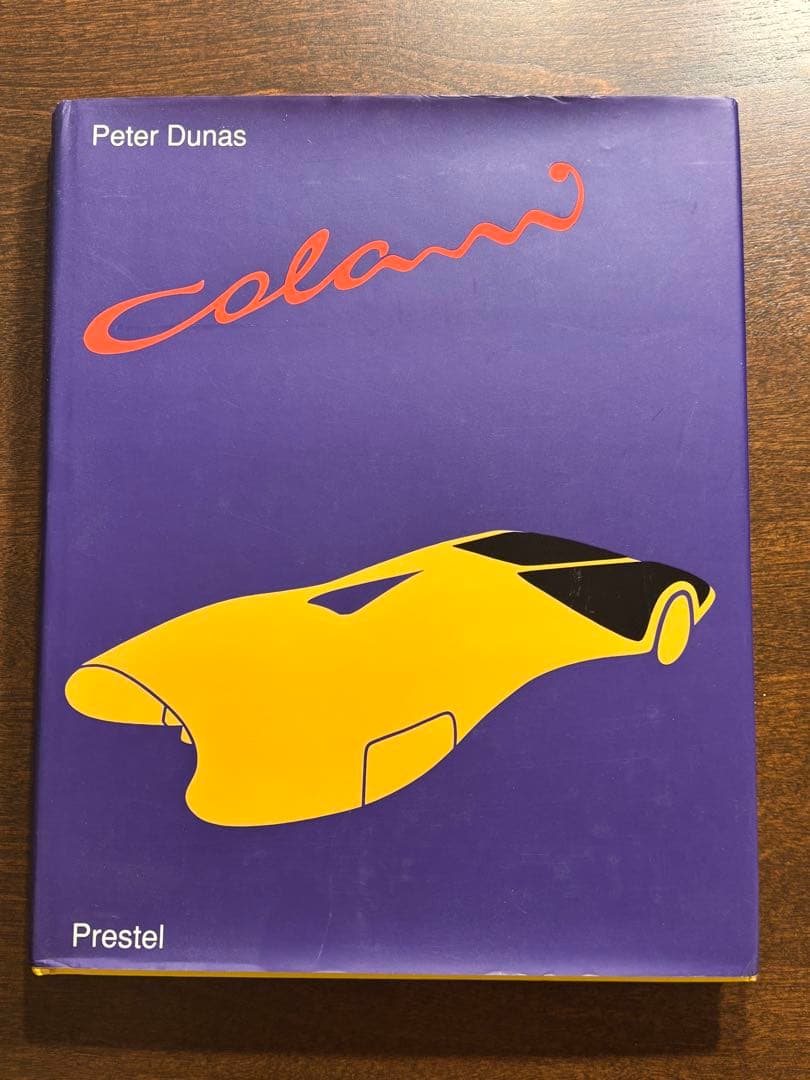 Peter Dunas
Colani
Prestel